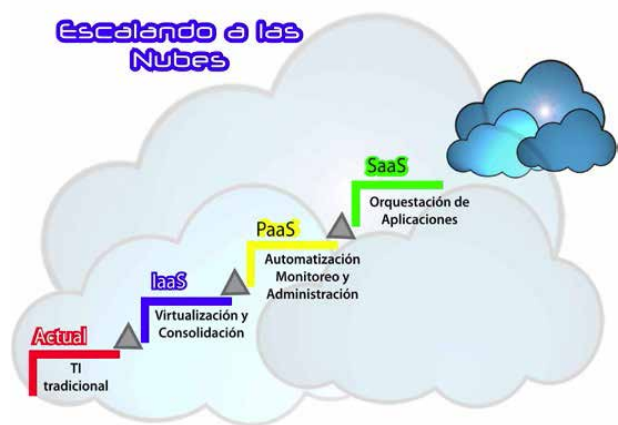 Escalando a las
Nubes
SaaS
Orquestación de
Aplicaciones
PaaS
Automatización
Monitoreo y
Administración
IaaS
Virtualización y
Consolidación
Actual
TI
tradicional